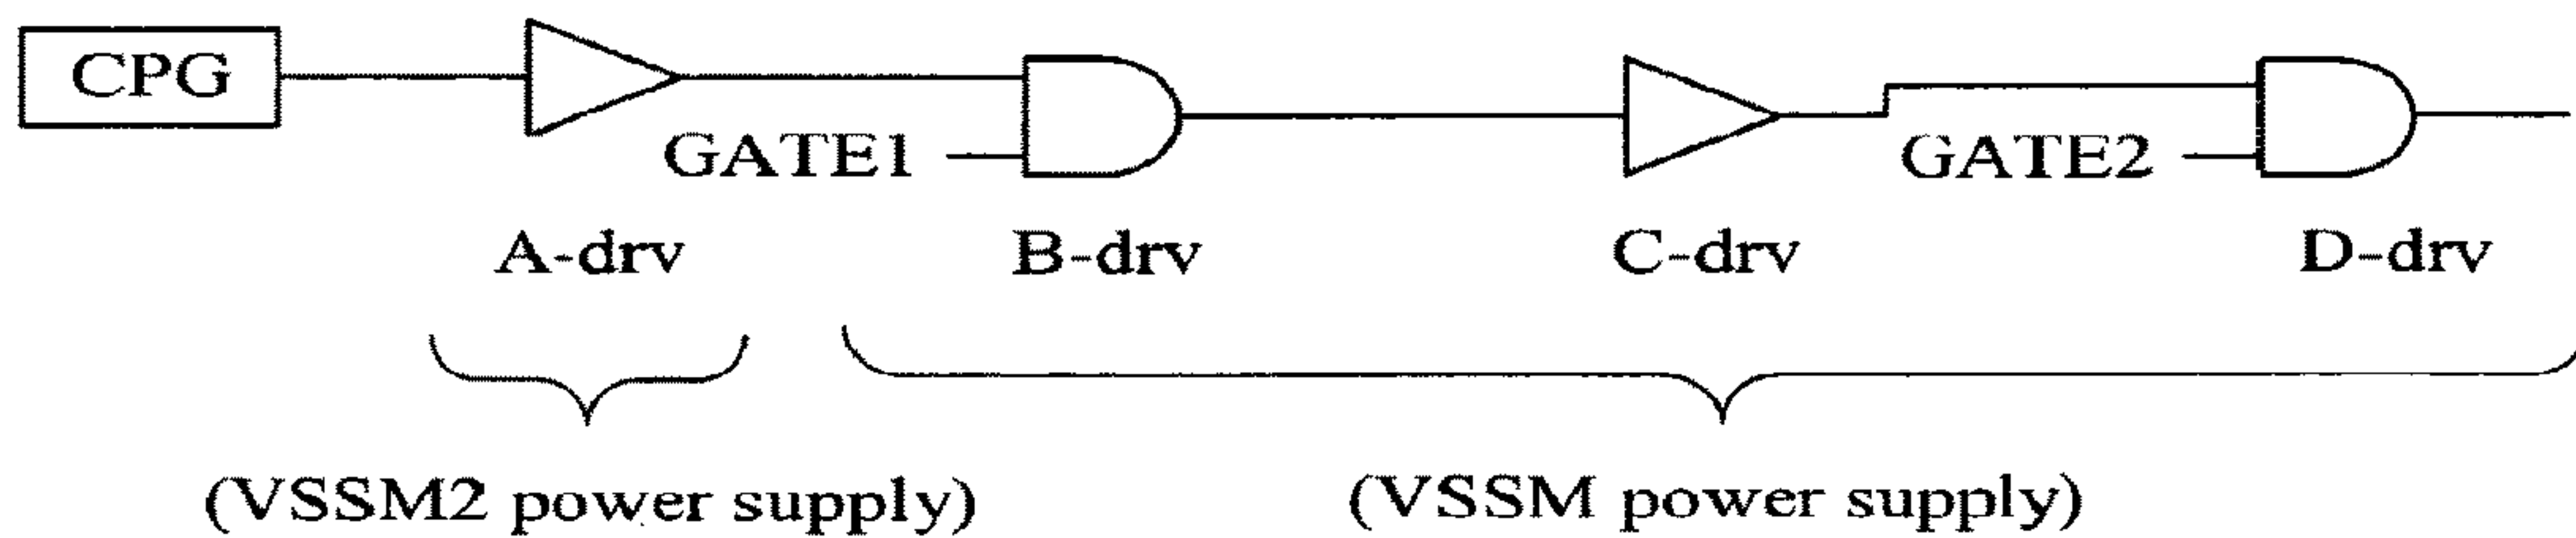 CPG
GATE1
GATE2
A-drv B-drv C-drv D-drv
(VSSM2 power supply) (VSSM power supply)